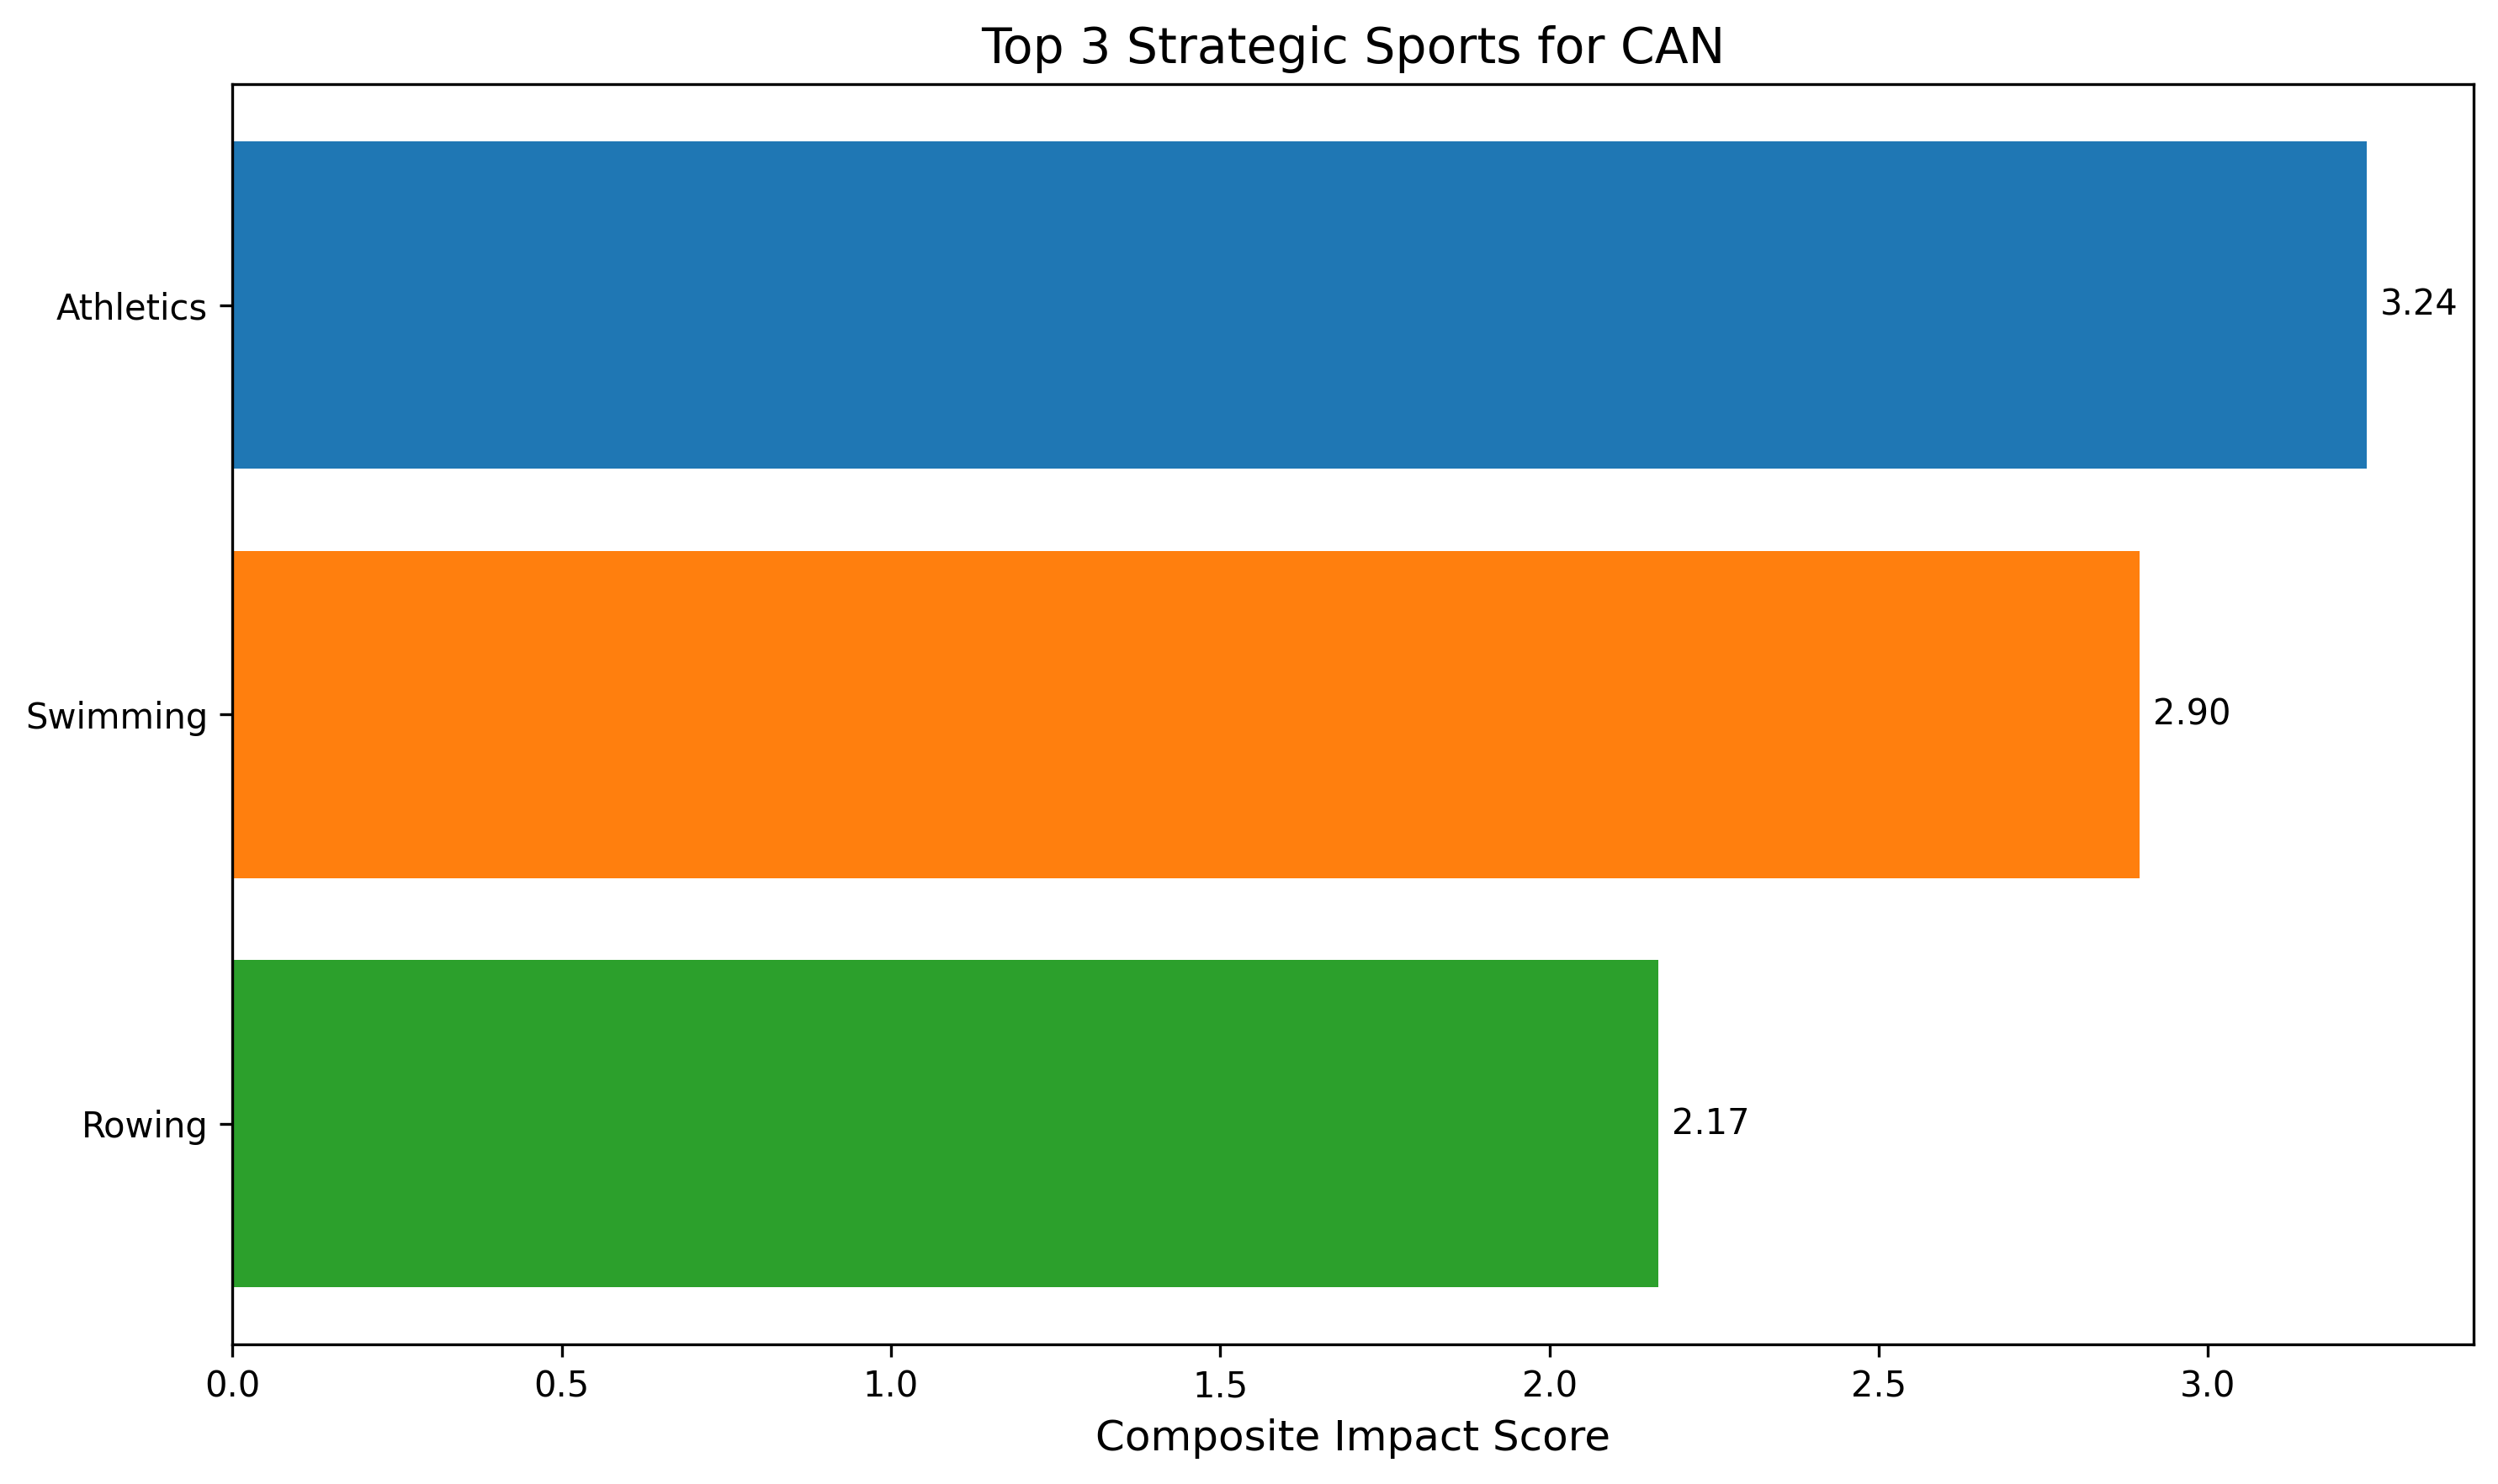 Top 3 Strategic Sports for CAN
Athletics
3.24
Swimming
2.90
Rowing
2.17
0.0 0.5 1.0 1.5 2.0 2.5 3.0
Composite Impact Score